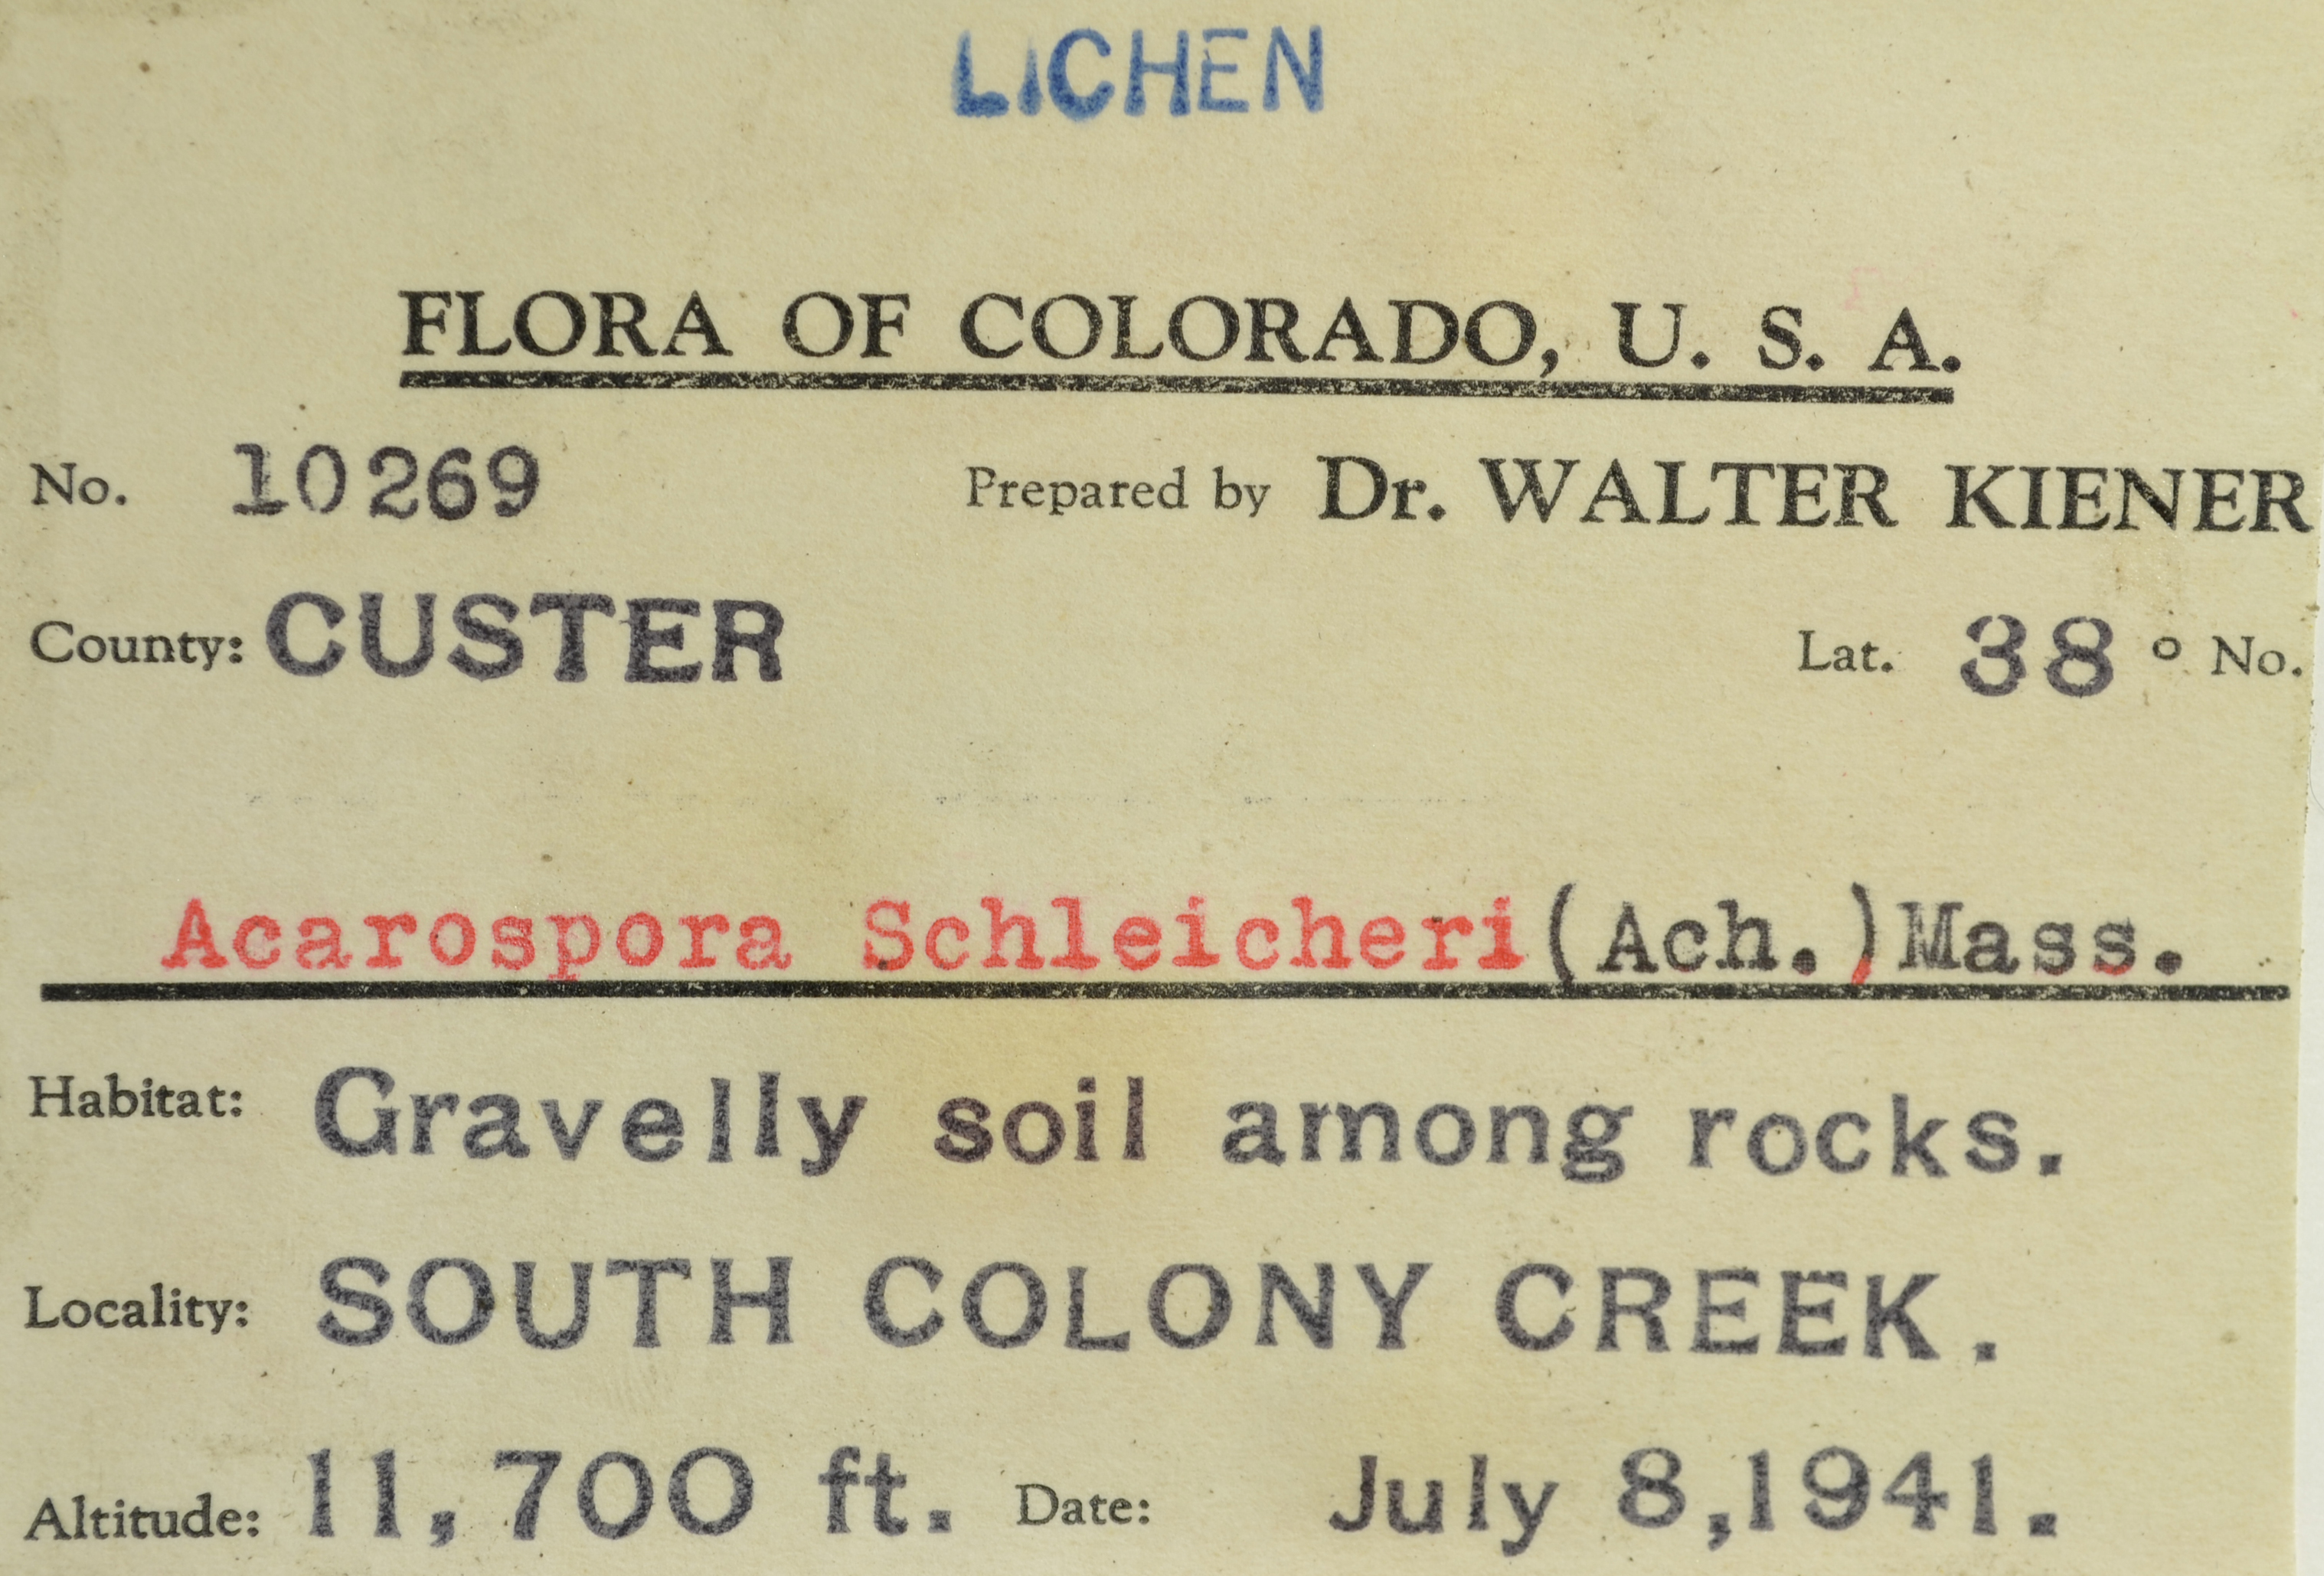 LICHEN
FLORA OF COLORADO, U. S. A.
No. 10269 Prepared by Dr. WALTER KIENER
County: CUSTER Lat. 38 ° No.
Acarospora Schleicheri(Ach.)Mass.
Habitat: Gravelly soil among rocks.
Locality: SOUTH COLONY CREEK.
Altitude: 11,700 ft. Date: July 8,1941.